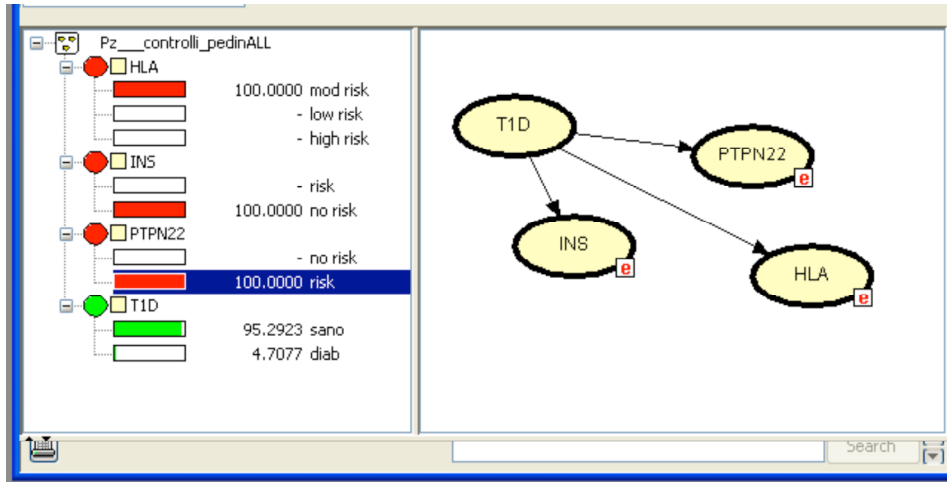 Pz___controlli_pedinALL
HLA
100.0000 mod risk
- low risk
- high risk
INS
- risk
100.0000 no risk
PTPN22
- no risk
100.0000 risk
T1D
95.2923 sano
4.7077 diab
T1D
PTPN22
e
INS
e
HLA
e
Search